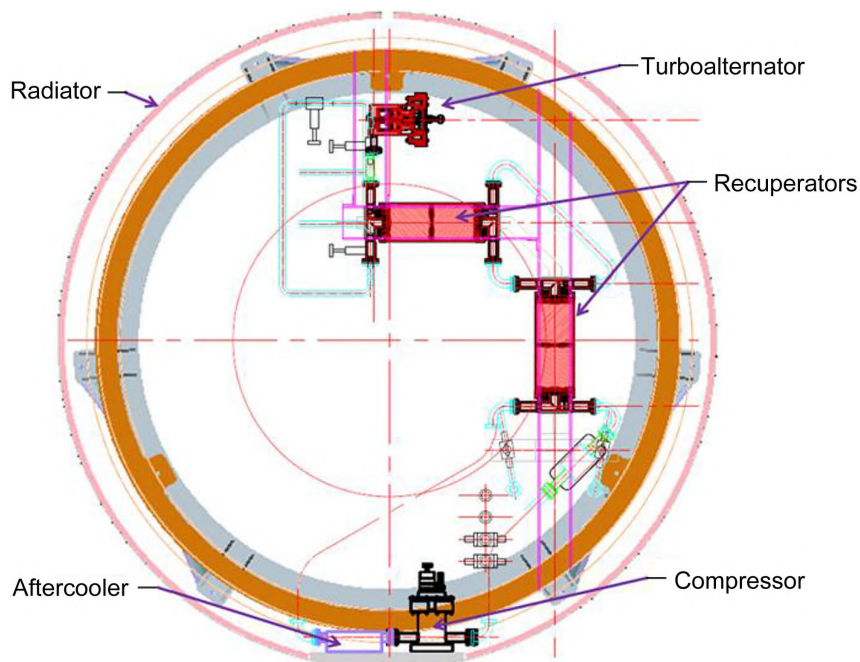 Turboalternator
Radiator
Recuperators
Aftercooler
Compressor